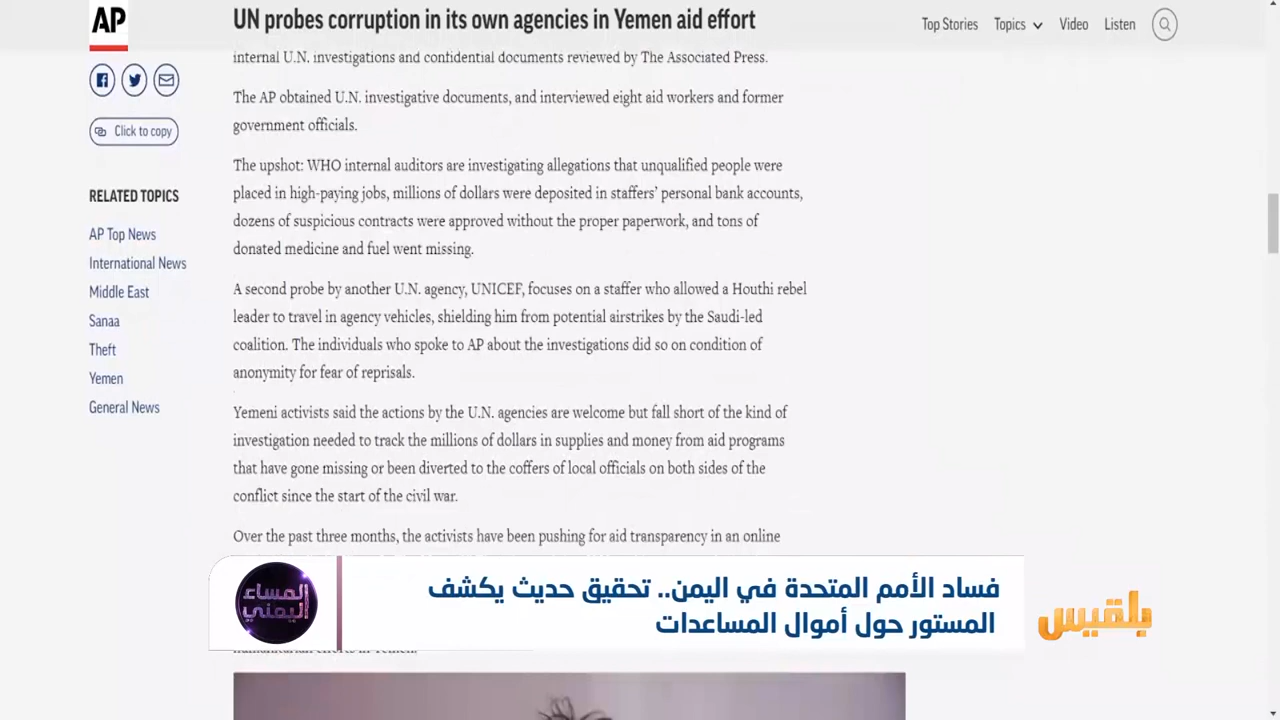 AP
UN probes corruption in its own agencies in Yemen aid effort
Top Stories
Topics
Video
Listen
internal U.N. investigations and confidential documents reviewed by The Associated Press.
The AP obtained U.N. investigative documents, and interviewed eight aid workers and former
government officials.
Click to copy
The upshot: WHO internal auditors are investigating allegations that unqualified people were
placed in high-paying jobs, millions of dollars were deposited in staffers’ personal bank accounts,
dozens of suspicious contracts were approved without the proper paperwork, and tons of
donated medicine and fuel went missing.
RELATED TOPICS
AP Top News
International News
Middle East
Sanaa
Theft
Yemen
General News
A second probe by another U.N. agency, UNICEF, focuses on a staffer who allowed a Houthi rebel
leader to travel in agency vehicles, shielding him from potential airstrikes by the Saudi-led
coalition. The individuals who spoke to AP about the investigations did so on condition of
anonymity for fear of reprisals.
Yemeni activists said the actions by the U.N. agencies are welcome but fall short of the kind of
investigation needed to track the millions of dollars in supplies and money from aid programs
that have gone missing or been diverted to the coffers of local officials on both sides of the
conflict since the start of the civil war.
Over the past three months, the activists have been pushing for aid transparency in an online
فساد الأمم المتحدة في اليمن.. تحقيق حديث يكشف
المستور حول أموال المساعدات
المساء
اليمني
بلقيس